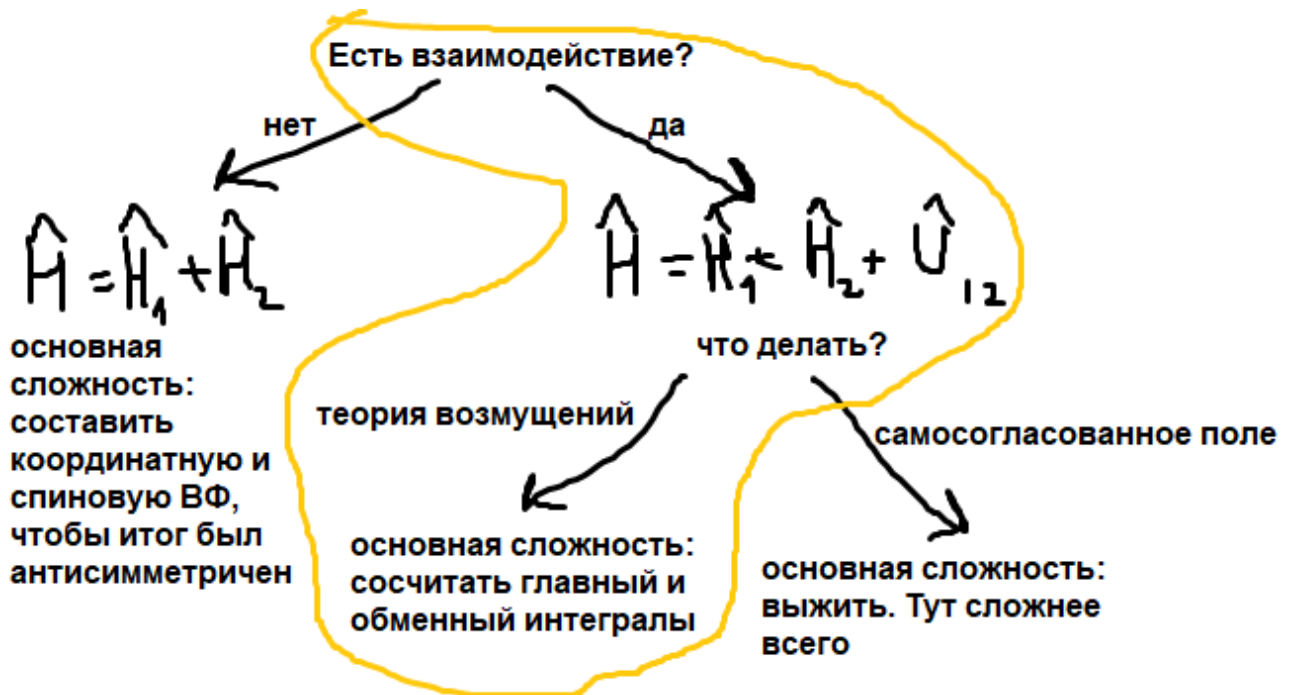 Есть взаимодействие?
нет
да
Ĥ = Ĥ₁ + Ĥ₂
Ĥ = Ĥ₁ + Ĥ₂ + Û₁₂
основная
сложность:
составить
координатную и
спиновую ВФ,
чтобы итог был
антисимметричен
что делать?
теория возмущений
самосогласованное поле
основная сложность:
сосчитать главный и
обменный интегралы
основная сложность:
выжить. Тут сложнее
всего